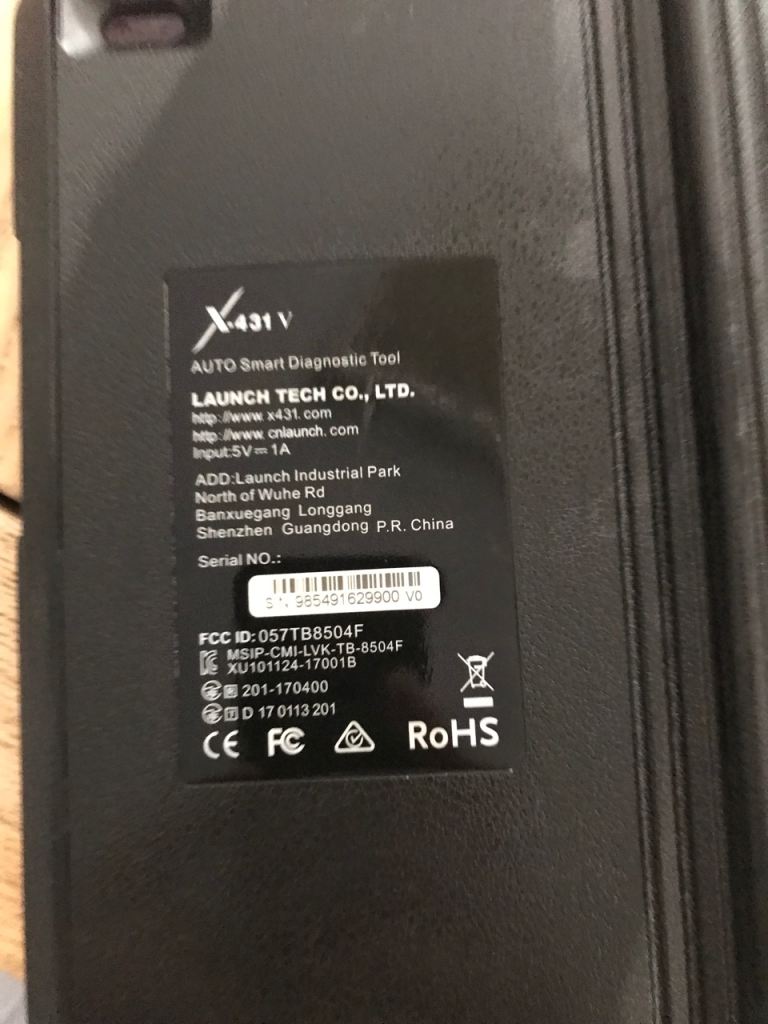 X-431 V
AUTO Smart Diagnostic Tool
LAUNCH TECH CO., LTD.
http://www.x431.com
http://www.cnlaunch.com
Input:5V⎓1A
ADD:Launch Industrial Park
North of Wuhe Rd
Banxuegang Longgang
Shenzhen Guangdong P.R. China
Serial NO.:
S/N 985491629900 V0
FCC ID:057TB8504F
MSIP-CMI-LVK-TB-8504F
XU101124-17001B
R 201-170400
T D 17 0113 201
CE FC RoHS